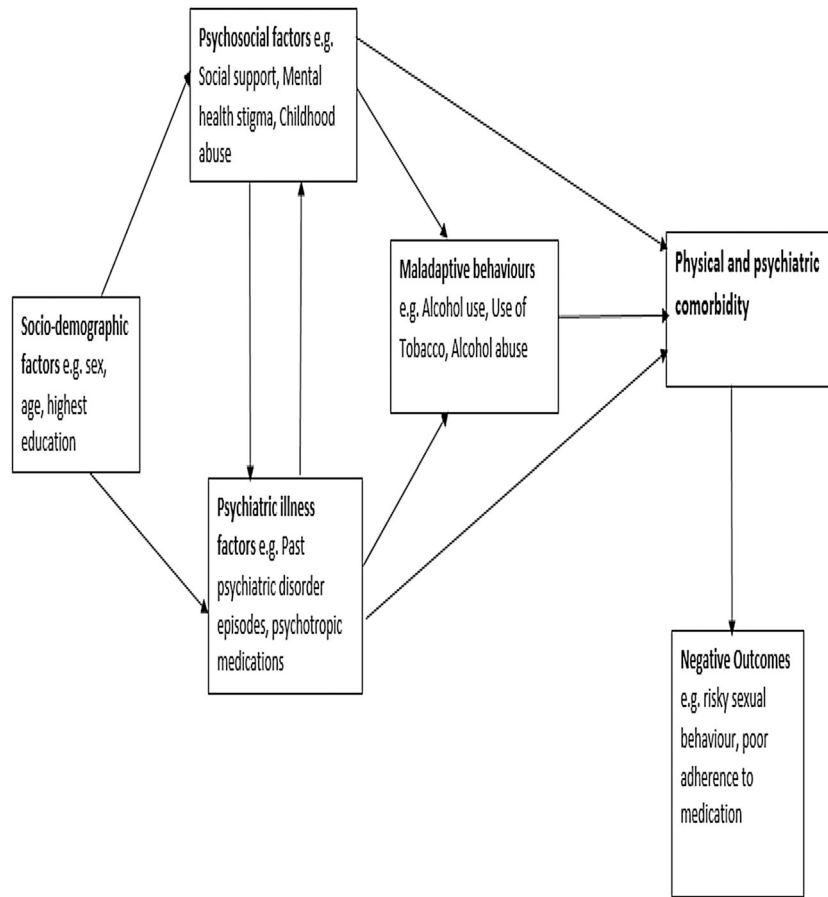 Psychosocial factors e.g.
Social support, Mental
health stigma, Childhood
abuse
Maladaptive behaviours
e.g. Alcohol use, Use of
Tobacco, Alcohol abuse
Physical and psychiatric
comorbidity
Socio-demographic
factors e.g. sex,
age, highest
education
Psychiatric illness
factors e.g. Past
psychiatric disorder
episodes, psychotropic
medications
Negative Outcomes
e.g. risky sexual
behaviour, poor
adherence to
medication